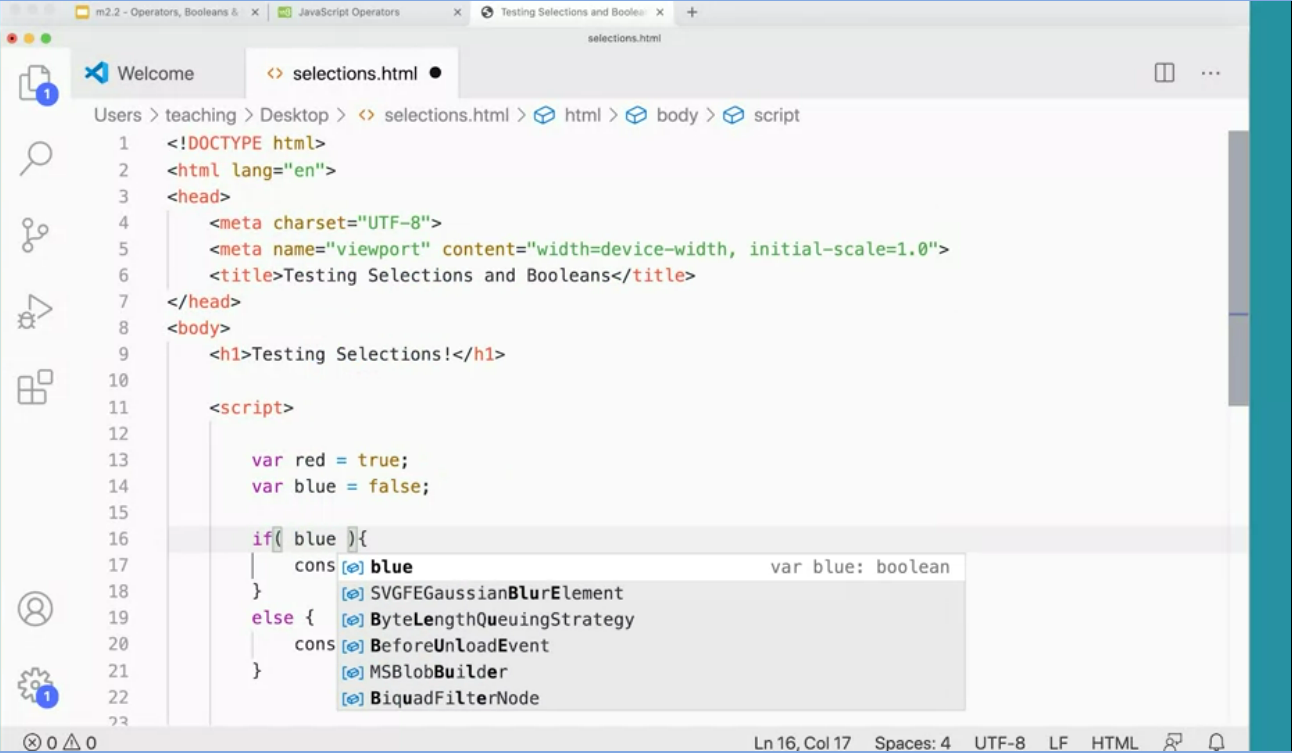 m2.2 - Operators, Booleans &
JavaScript Operators
Testing Selections and Boolea
selections.html
Welcome
selections.html
Users > teaching > Desktop > <> selections.html > html > body > script
1 <!DOCTYPE html>
2 <html lang="en">
3 <head>
4 <meta charset="UTF-8">
5 <meta name="viewport" content="width=device-width, initial-scale=1.0">
6 <title>Testing Selections and Booleans</title>
7 </head>
8 <body>
9 <h1>Testing Selections!</h1>
10
11 <script>
12
13 var red = true;
14 var blue = false;
15
16 if( blue ){
17 cons
blue var blue: boolean
SVGFEGaussianBlurElement
18 }
ByteLengthQueuingStrategy
19 else {
BeforeUnloadEvent
20 cons
MSBlobBuilder
21 }
BiquadFilterNode
22
23
1
1
0 0
Ln 16, Col 17 Spaces: 4 UTF-8 LF HTML